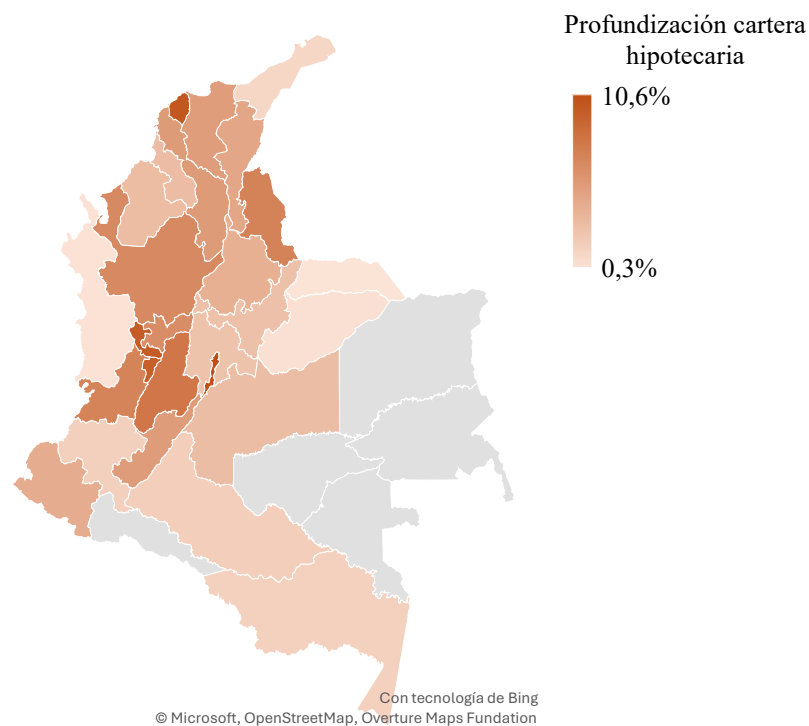 Profundización cartera
hipotecaria
10,6%
0,3%
Con tecnología de Bing
© Microsoft, OpenStreetMap, Overture Maps Fundation